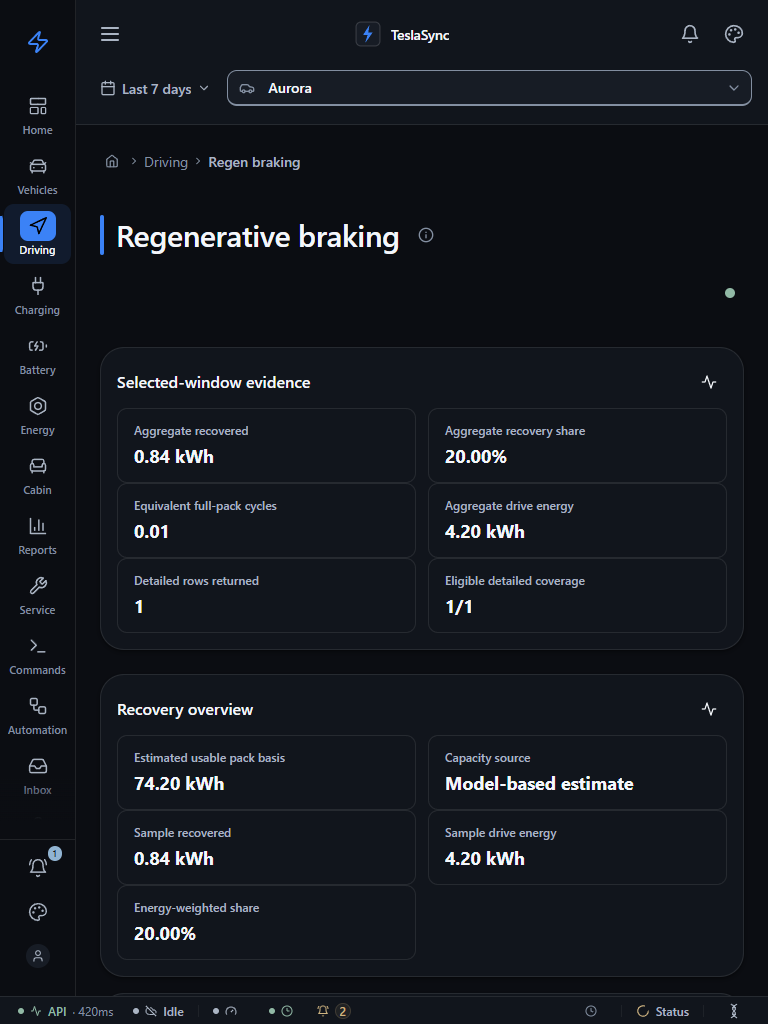 TeslaSync
Last 7 days
Aurora
Home
Vehicles
Driving
Charging
Battery
Energy
Cabin
Reports
Service
Commands
Automation
Inbox
1
Driving > Regen braking
Regenerative braking
Selected-window evidence
Aggregate recovered
0.84 kWh
Aggregate recovery share
20.00%
Equivalent full-pack cycles
0.01
Aggregate drive energy
4.20 kWh
Detailed rows returned
1
Eligible detailed coverage
1/1
Recovery overview
Estimated usable pack basis
74.20 kWh
Capacity source
Model-based estimate
Sample recovered
0.84 kWh
Sample drive energy
4.20 kWh
Energy-weighted share
20.00%
API · 420ms
Idle
2
Status